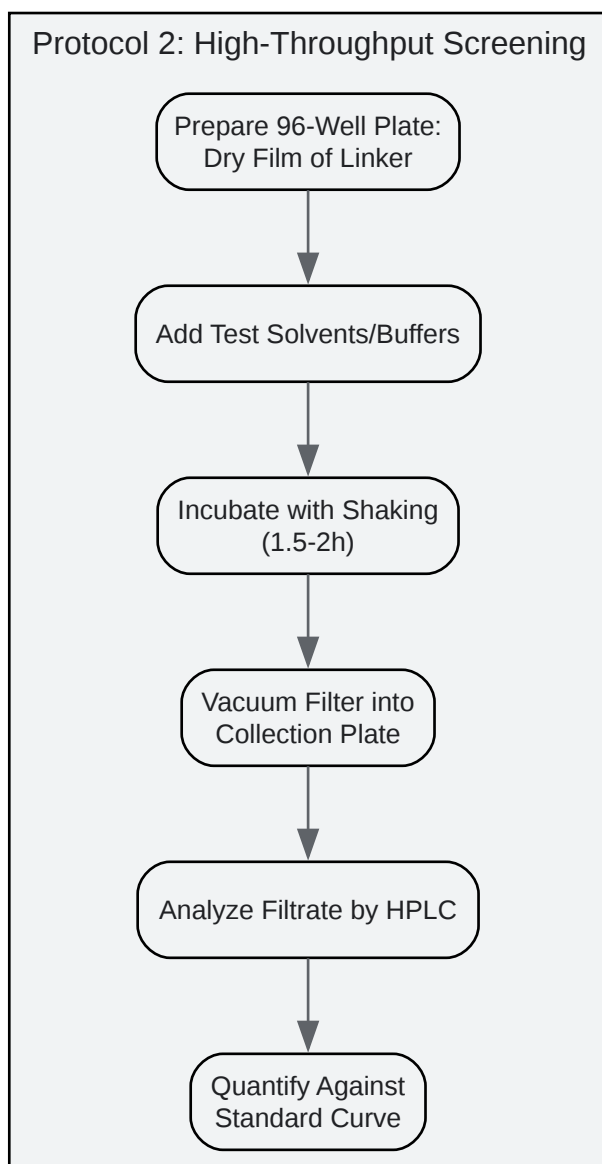 Protocol 2: High-Throughput Screening
Prepare 96-Well Plate:
Dry Film of Linker
Add Test Solvents/Buffers
Incubate with Shaking
(1.5-2h)
Vacuum Filter into
Collection Plate
Analyze Filtrate by HPLC
Quantify Against
Standard Curve